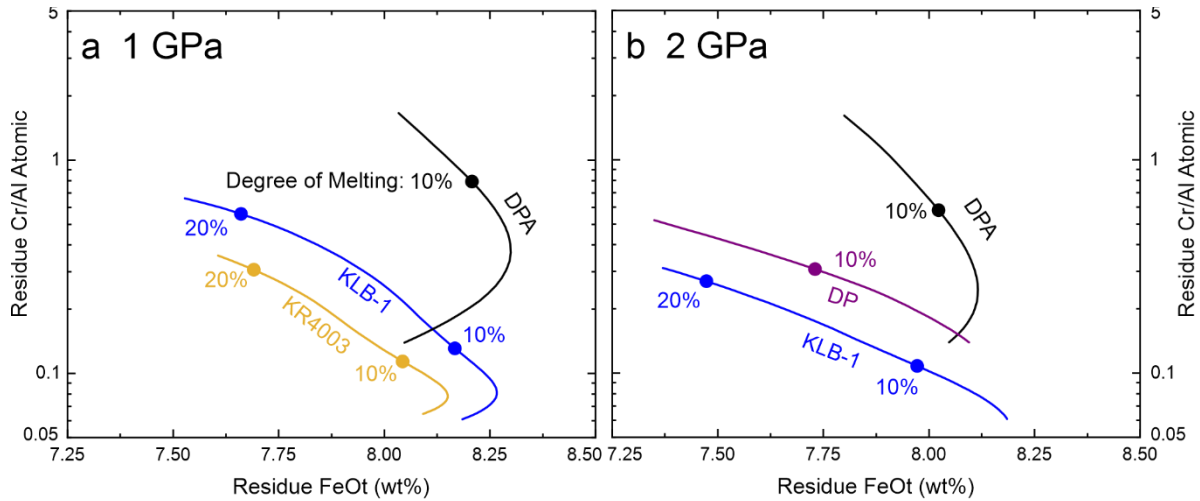 a 1 GPa
5
1
0.1
0.05
7.25
7.50
7.75
8.00
8.25
8.50
Residue Cr/Al Atomic
Residue FeOt (wt%)
Degree of Melting: 10%
DPA
20%
KLB-1
10%
20%
KR4003
10%
b 2 GPa
5
1
0.1
0.05
7.25
7.50
7.75
8.00
8.25
8.50
Residue Cr/Al Atomic
Residue FeOt (wt%)
10%
DPA
10%
DP
20%
KLB-1
10%